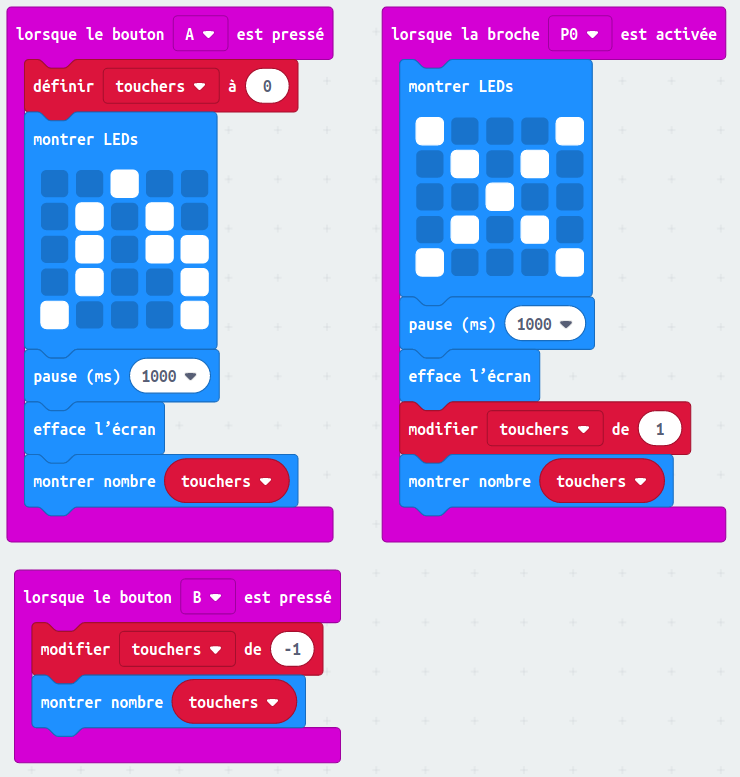 lorsque le bouton A est pressé
définir touchers à 0
montrer LEDs
pause (ms) 1000
efface l’écran
montrer nombre touchers
lorsque la broche P0 est activée
montrer LEDs
pause (ms) 1000
efface l’écran
modifier touchers de 1
montrer nombre touchers
lorsque le bouton B est pressé
modifier touchers de -1
montrer nombre touchers